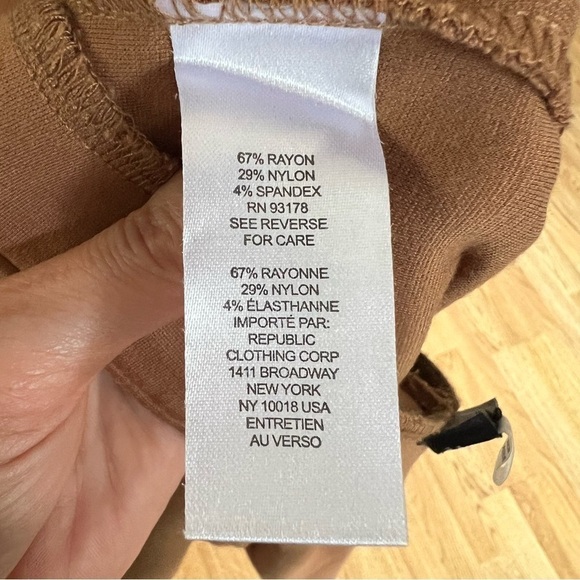 67% RAYON
29% NYLON
4% SPANDEX
RN 93178
SEE REVERSE
FOR CARE
67% RAYONNE
29% NYLON
4% ÉLASTHANNE
IMPORTÉ PAR:
REPUBLIC
CLOTHING CORP
1411 BROADWAY
NEW YORK
NY 10018 USA
ENTRETIEN
AU VERSO